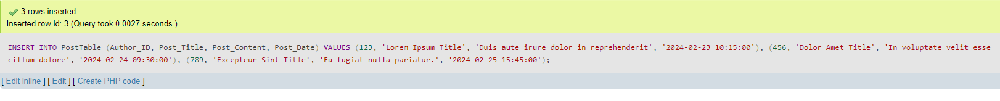 3 rows inserted.
Inserted row id: 3 (Query took 0.0027 seconds.)
INSERT INTO PostTable (Author_ID, Post_Title, Post_Content, Post_Date) VALUES (123, 'Lorem Ipsum Title', 'Duis aute irure dolor in reprehenderit', '2024-02-23 10:15:00'), (456, 'Dolor Amet Title', 'In voluptate velit esse
cillum dolore', '2024-02-24 09:30:00'), (789, 'Excepteur Sint Title', 'Eu fugiat nulla pariatur.', '2024-02-25 15:45:00');
[ Edit inline ] [ Edit ] [ Create PHP code ]